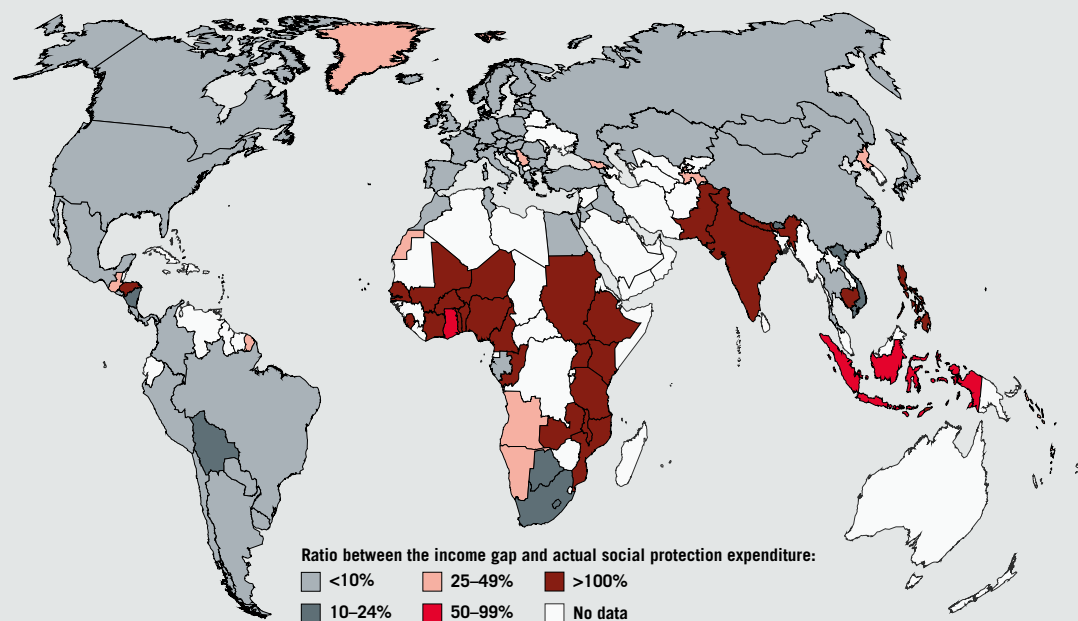 Ratio between the income gap and actual social protection expenditure:
<10% 25–49% >100%
10–24% 50–99% No data